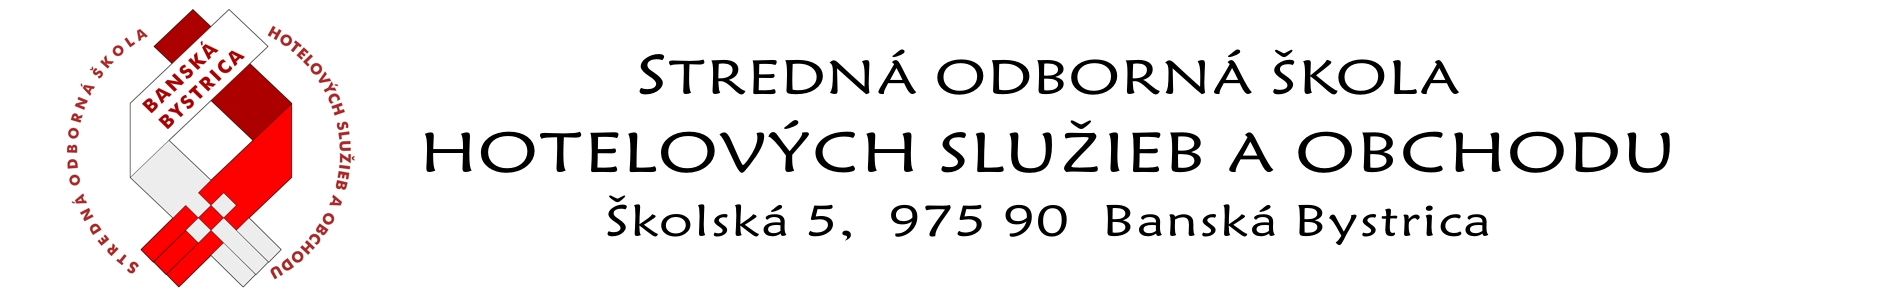 STREDNÁ ODBORNÁ ŠKOLA
HOTELOVÝCH SLUŽIEB A OBCHODU
BANSKÁ
BYSTRICA
STREDNÁ ODBORNÁ ŠKOLA
HOTELOVÝCH SLUŽIEB A OBCHODU
Školská 5, 975 90 Banská Bystrica